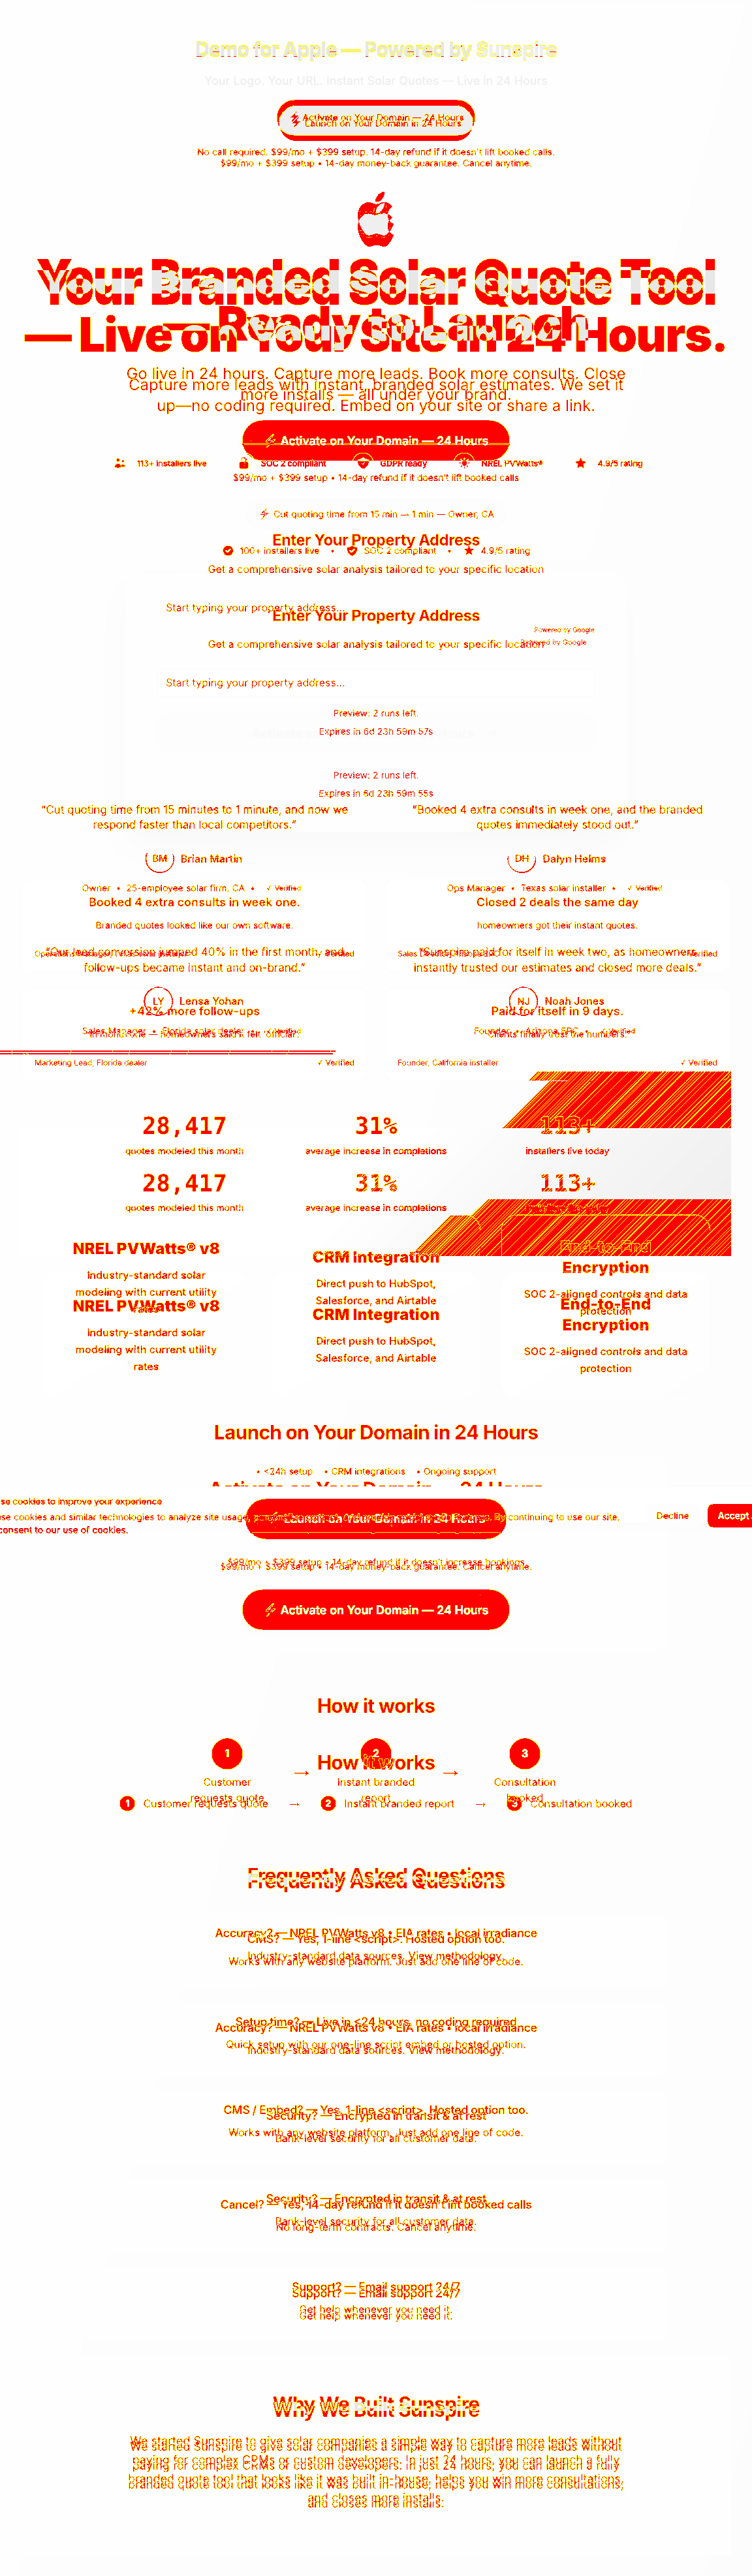 Demo for Apple — Powered by Sunspire
Your Logo. Your URL. Instant Solar Quotes — Live in 24 Hours
Activate on Your Domain — 24 Hours
Launch on Your Domain in 24 Hours
No call required. $99/mo + $399 setup. 14-day refund if it doesn't lift booked calls.
$99/mo + $399 setup • 14-day money-back guarantee. Cancel anytime.
Your Branded Solar Quote Tool
— Ready to Launch
— Live on Your Site in 24 Hours.
Go live in 24 hours. Capture more leads. Book more consults. Close
Capture more leads with instant, branded solar estimates. We set it
more installs — all under your brand.
up—no coding required. Embed on your site or share a link.
Activate on Your Domain — 24 Hours
113+ installers live SOC 2 compliant GDPR ready NREL PVWatts® 4.9/5 rating
$99/mo + $399 setup • 14-day refund if it doesn't lift booked calls
Cut quoting time from 15 min → 1 min — Owner, CA
Enter Your Property Address
100+ installers live • SOC 2 compliant • 4.9/5 rating
Get a comprehensive solar analysis tailored to your specific location
Start typing your property address...
Enter Your Property Address
Powered by Google
Get a comprehensive solar analysis tailored to your specific location
Powered by Google
Start typing your property address...
Preview: 2 runs left.
Expires in 6d 23h 59m 57s
Preview: 2 runs left.
Expires in 6d 23h 59m 55s
"Cut quoting time from 15 minutes to 1 minute, and now we
respond faster than local competitors."
"Booked 4 extra consults in week one, and the branded
quotes immediately stood out."
BM Brian Martin
DH Dalyn Helms
Owner • 25-employee solar firm, CA • ✓ Verified
Ops Manager • Texas solar installer • ✓ Verified
Booked 4 extra consults in week one.
Closed 2 deals the same day
Branded quotes looked like our own software.
homeowners got their instant quotes.
"Our lead conversion jumped 40% in the first month, and
follow-ups became instant and on-brand."
"Sunspire paid for itself in week two, as homeowners
instantly trusted our estimates and closed more deals."
LY Lensa Yohan
NJ Noah Jones
+42% more follow-ups
Paid for itself in 9 days.
Sales Manager • Florida solar dealer • ✓ Verified
Founder • Arizona EPC • ✓ Verified
Clients finally trust the numbers.
Marketing Lead, Florida dealer ✓ Verified
Founder, California installer ✓ Verified
28,417 31% 113+
quotes modeled this month average increase in completions installers live today
28,417 31% 113+
quotes modeled this month average increase in completions
NREL PVWatts® v8
CRM Integration
End-to-End
Encryption
Industry-standard solar
modeling with current utility
rates
Direct push to HubSpot,
Salesforce, and Airtable
SOC 2-aligned controls and data
protection
NREL PVWatts® v8
CRM Integration
End-to-End
Encryption
Industry-standard solar
modeling with current utility
rates
Direct push to HubSpot,
Salesforce, and Airtable
SOC 2-aligned controls and data
protection
Launch on Your Domain in 24 Hours
• <24h setup • CRM integrations • Ongoing support
Activate on Your Domain — 24 Hours
se cookies to improve your experience
use cookies and similar technologies to analyze site usage, By continuing to use our site,
consent to our use of cookies.
Decline
Accept
Launch on Your Domain in 24 Hours
$99/mo + $399 setup • 14-day refund if it doesn't increase bookings
$99/mo + $399 setup • 14-day money-back guarantee. Cancel anytime.
Activate on Your Domain — 24 Hours
How it works
1 2 3
How it works
Customer
requests quote
→
Instant branded
report
→
Consultation
booked
1 Customer requests quote → 2 Instant branded report → 3 Consultation booked
Frequently Asked Questions
Accuracy? — NREL PVWatts v8 • EIA rates • local irradiance
CMS? — Yes, 1-line <script>. Hosted option too.
Industry-standard data sources. View methodology.
Works with any website platform. Just add one line of code.
Setup time? — Live in <24 hours, no coding required
Accuracy? — NREL PVWatts v8 • EIA rates • local irradiance
Quick setup with our one-line script embed or hosted option.
Industry-standard data sources. View methodology.
CMS / Embed? — Yes, 1-line <script>. Hosted option too.
Security? — Encrypted in transit & at rest
Works with any website platform. Just add one line of code.
Bank-level security for all customer data.
Security? — Encrypted in transit & at rest
Cancel? — Yes, 14-day refund if it doesn't lift booked calls
Bank-level security for all customer data.
No long-term contracts. Cancel anytime.
Support? — Email support 24/7
Support? — Email support 24/7
Get help whenever you need it.
Get help whenever you need it.
Why We Built Sunspire
We started Sunspire to give solar companies a simple way to capture more leads without
paying for complex CRMs or custom developers. In just 24 hours, you can launch a fully
branded quote tool that looks like it was built in-house, helps you win more consultations,
and closes more installs.